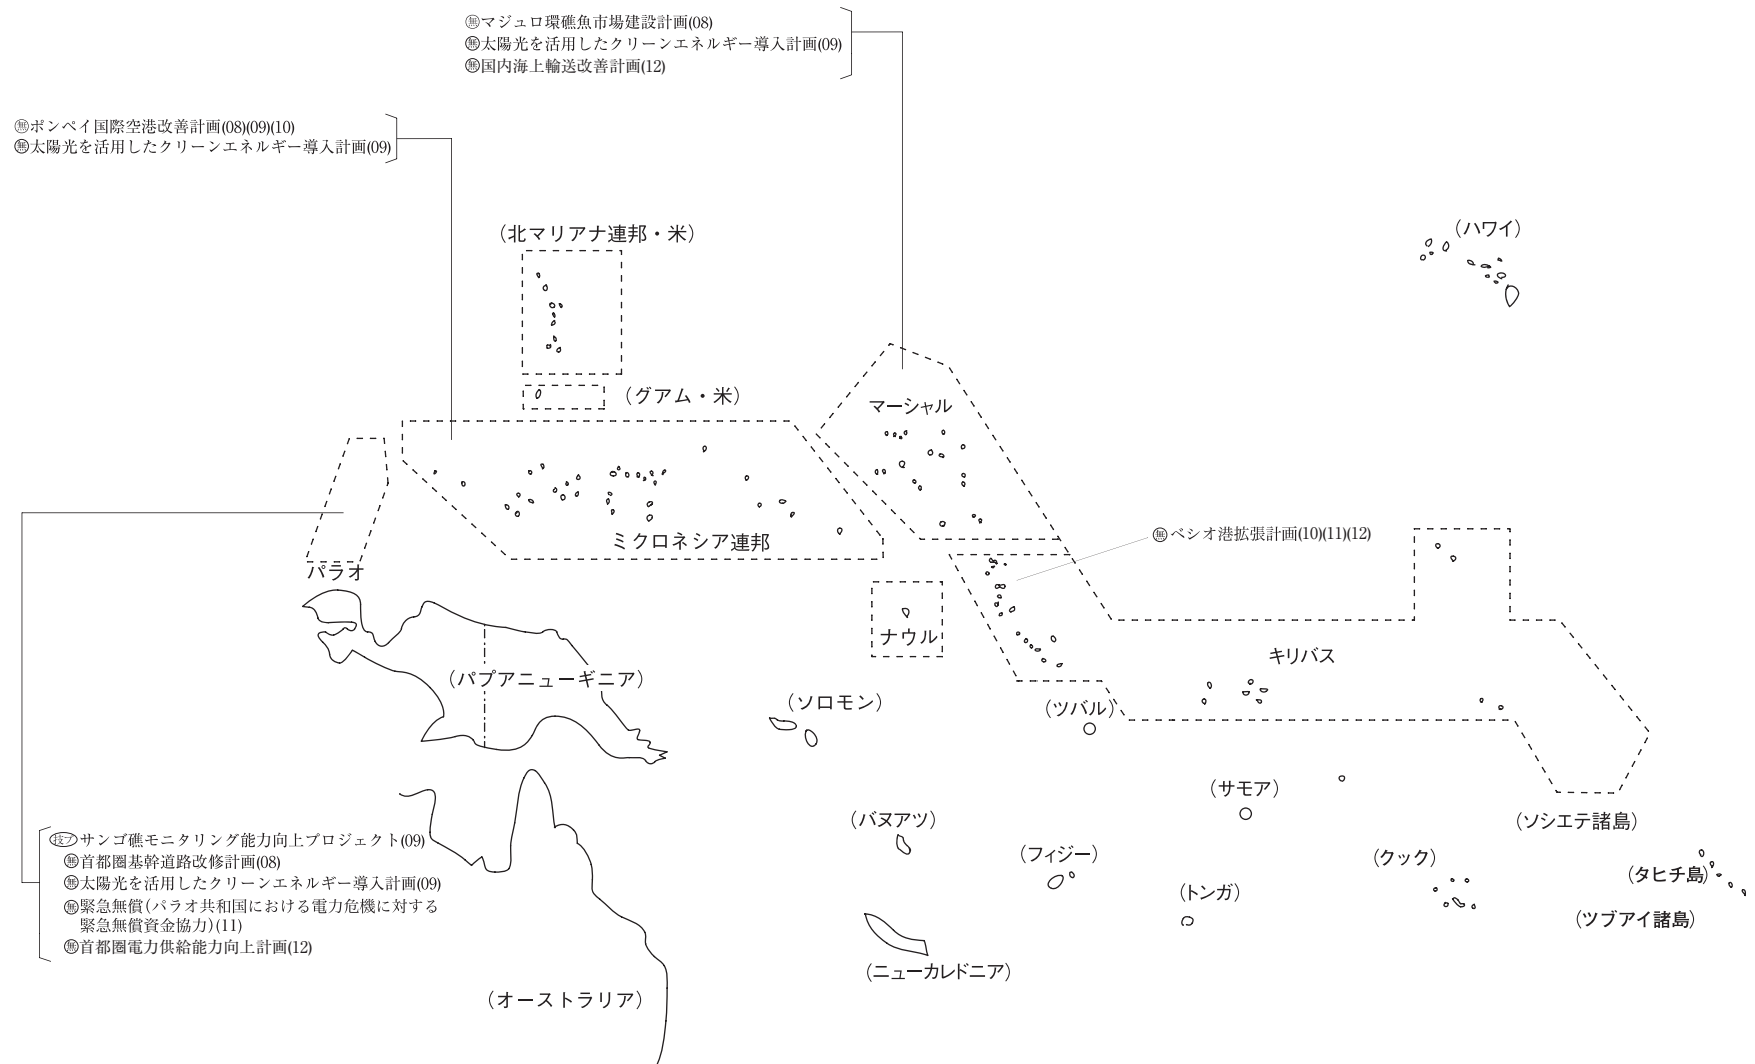 ㊄マジュロ環礁魚市場建設計画(08)
㊄太陽光を活用したクリーンエネルギー導入計画(09)
㊄国内海上輸送改善計画(12)
㊄ポンペイ国際空港改善計画(08)(09)(10)
㊄太陽光を活用したクリーンエネルギー導入計画(09)
（北マリアナ連邦・米）
（ハワイ）
（グアム・米）
マーシャル
ミクロネシア連邦
無ベシオ港拡張計画(10)(11)(12)
パラオ
ナウル
キリバス
（パプアニューギニア）
（ソロモン）
（ツバル）
（サモア）
（バヌアツ）
（ソシエテ諸島）
（フィジー）
（クック）
（タヒチ島）
（トンガ）
（ツブアイ諸島）
（ニューカレドニア）
（オーストラリア）
技プサンゴ礁モニタリング能力向上プロジェクト(09)
無首都圏基幹道路改修計画(08)
無太陽光を活用したクリーンエネルギー導入計画(09)
無緊急無償（パラオ共和国における電力危機に対する
緊急無償資金協力）(11)
無首都圏電力供給能力向上計画(12)